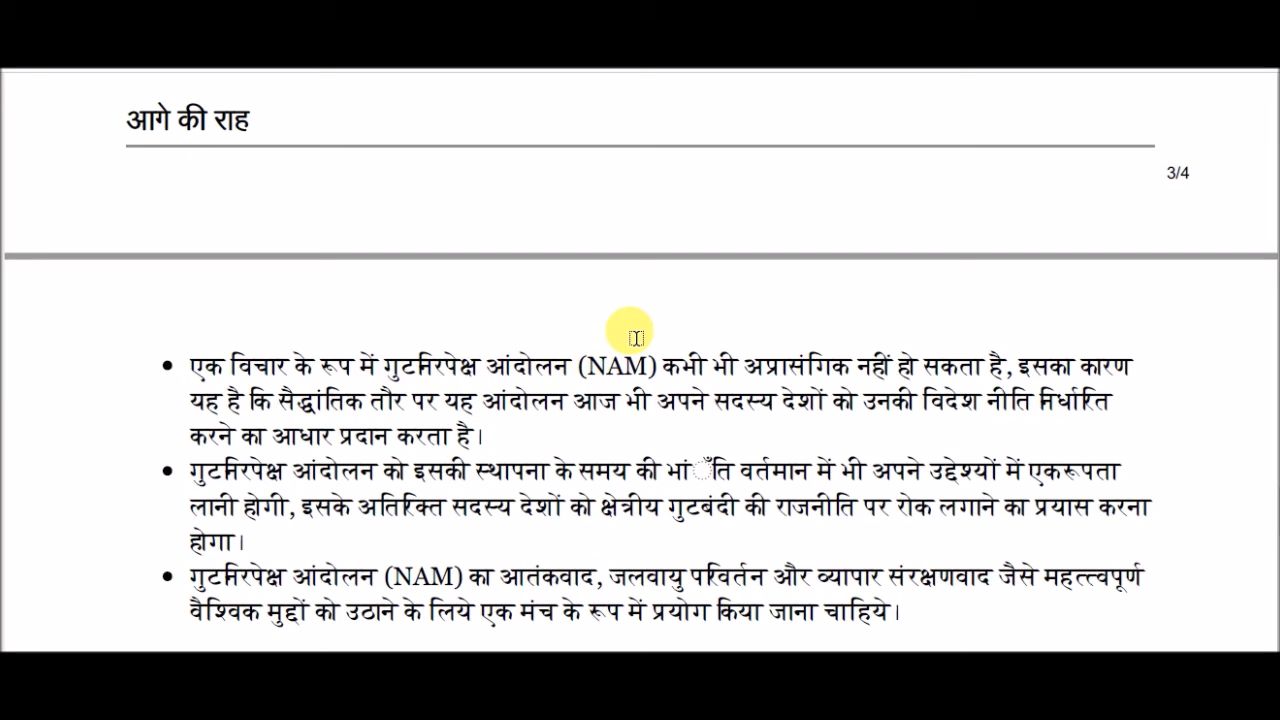 आगे की राह
3/4
एक विचार के रूप में गुटनिरपेक्ष आंदोलन (NAM) कभी भी अप्रासंगिक नहीं हो सकता है, इसका कारण
यह है कि सैद्धांतिक तौर पर यह आंदोलन आज भी अपने सदस्य देशों को उनकी विदेश नीति निर्धारित
करने का आधार प्रदान करता है।
गुटनिरपेक्ष आंदोलन को इसकी स्थापना के समय की भांँति वर्तमान में भी अपने उद्देश्यों में एकरूपता
लानी होगी, इसके अतिरिक्त सदस्य देशों को क्षेत्रीय गुटबंदी की राजनीति पर रोक लगाने का प्रयास करना
होगा।
गुटनिरपेक्ष आंदोलन (NAM) का आतंकवाद, जलवायु परिवर्तन और व्यापार संरक्षणवाद जैसे महत्त्वपूर्ण
वैश्विक मुद्दों को उठाने के लिये एक मंच के रूप में प्रयोग किया जाना चाहिये।